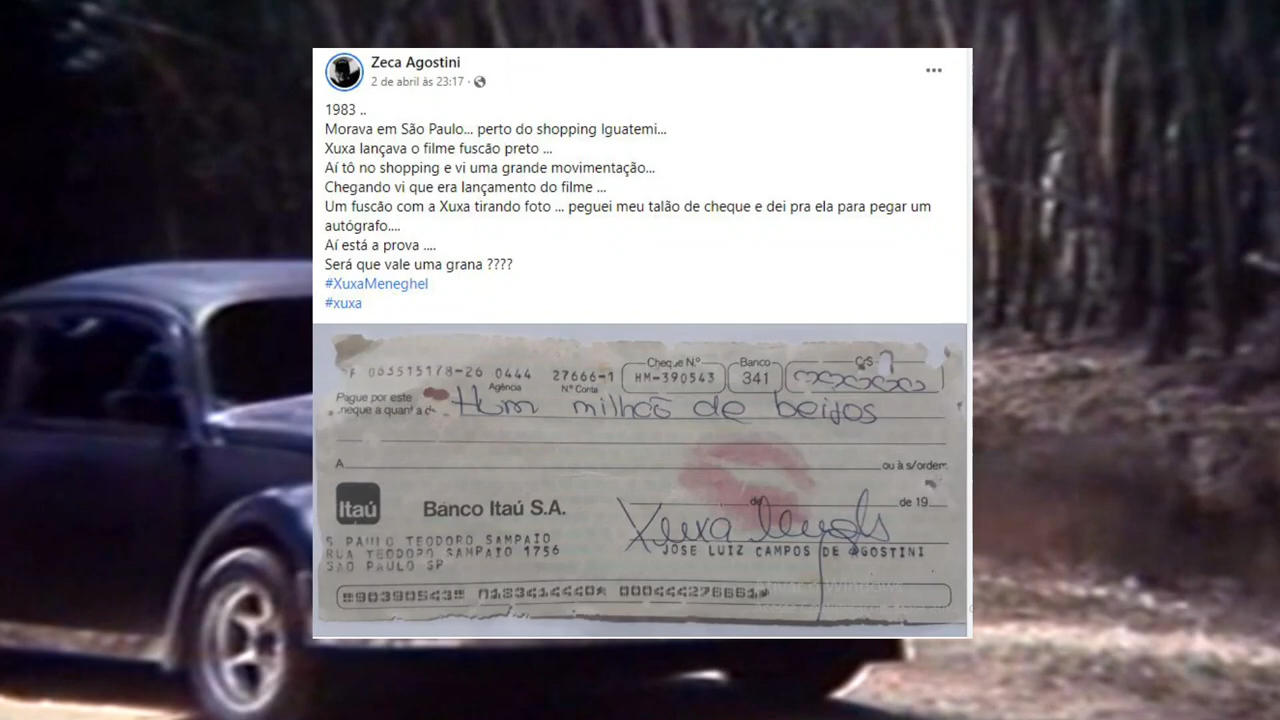 Zeca Agostini
2 de abril às 23:17 ·
1983 ..
Morava em São Paulo... perto do shopping Iguatemi...
Xuxa lançava o filme fuscão preto ...
Aí tô no shopping e vi uma grande movimentação...
Chegando vi que era lançamento do filme ...
Um fuscão com a Xuxa tirando foto ... peguei meu talão de cheque e dei pra ela para pegar um
autógrafo....
Aí está a prova ....
Será que vale uma grana ????
#XuxaMeneghel
#xuxa
Cheque N.º Banco
0444 27666-1 HM-390543 341
Agência N.º Conta
Pague por este
Hum milhão de beijos
A ou à s/ordem
de de 19
Itaú Banco Itaú S.A.
Xuxa
S PAULO TEODORO SAMPAIO JOSE LUIZ CAMPOS DE AGOSTINI
RUA TEODORO SAMPAIO 1756
SAO PAULO SP